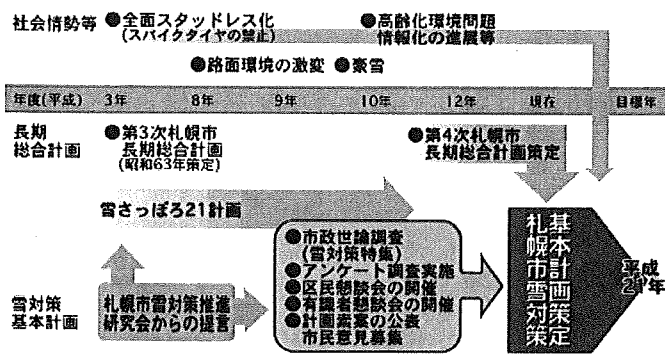 社会情勢等
●全面スタッドレス化
(スパイクタイヤの禁止)
●高齢化環境問題
情報化の進展等
●路面環境の激変 ●豪雪
年度(平成) 3年 8年 9年 10年 12年 現在 目標年
長期
総合計画
●第3次札幌市
長期総合計画
(昭和63年策定)
●第4次札幌市
長期総合計画策定
雪さっぽろ21計画
雪対策
基本計画
札幌市雪対策推進
研究会からの提言
●市政世論調査
(雪対策特集)
●アンケート調査実施
●区民懇談会の開催
●有識者懇談会の開催
●計画素案の公表
市民意見募集
札幌市雪対策
基本計画策定
平成
21年